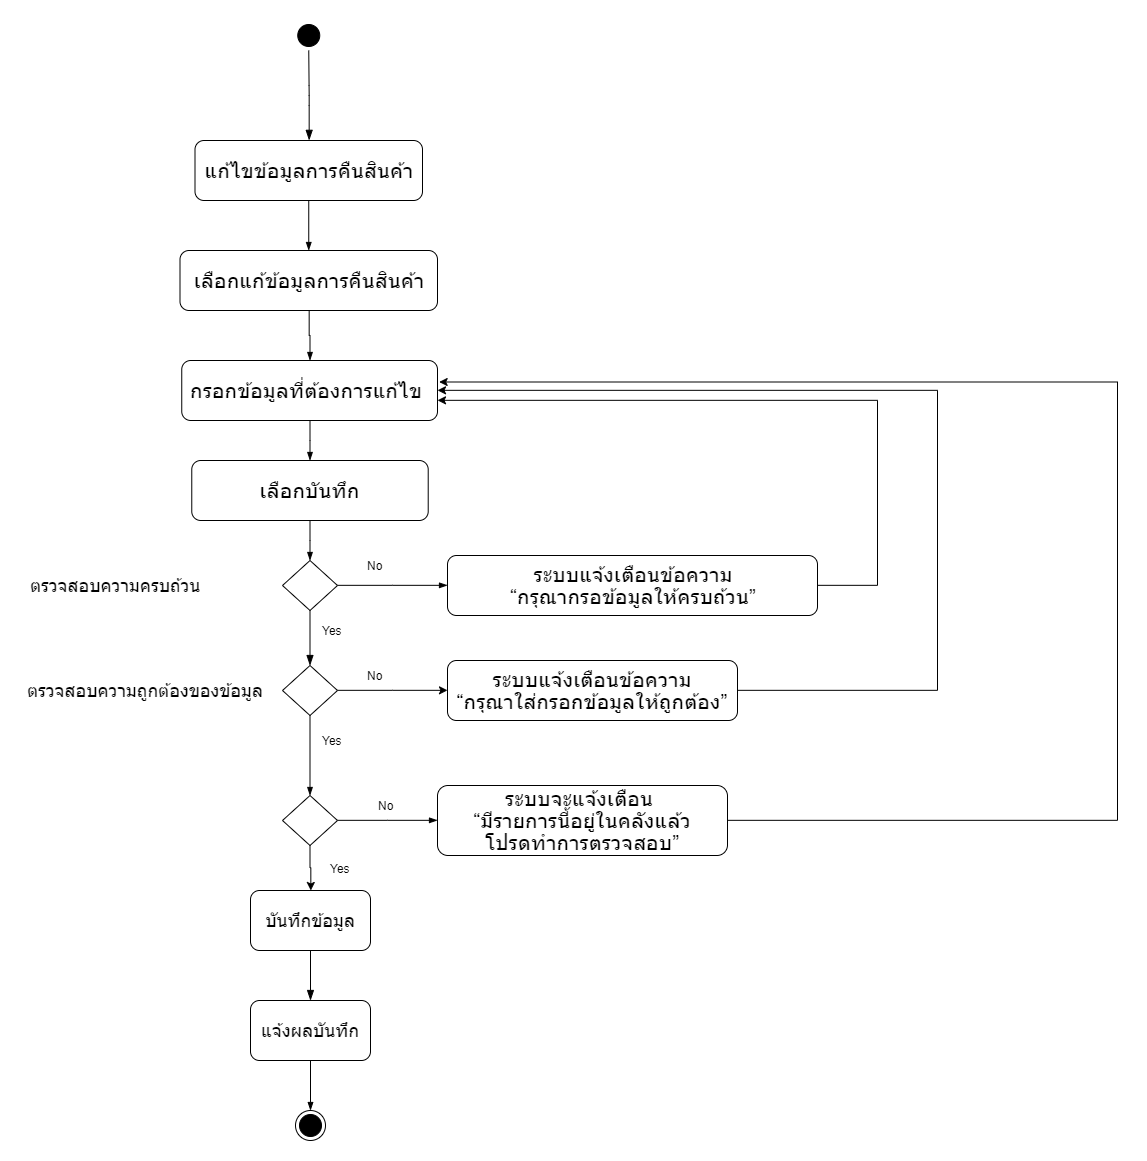 แก้ไขข้อมูลการคืนสินค้า
เลือกแก้ข้อมูลการคืนสินค้า
กรอกข้อมูลที่ต้องการแก้ไข
เลือกบันทึก
ตรวจสอบความครบถ้วน
No
ระบบแจ้งเตือนข้อความ
“กรุณากรอข้อมูลให้ครบถ้วน”
Yes
ตรวจสอบความถูกต้องของข้อมูล
No
ระบบแจ้งเตือนข้อความ
“กรุณาใส่กรอกข้อมูลให้ถูกต้อง”
Yes
No
ระบบจะแจ้งเตือน
“มีรายการนี้อยู่ในคลังแล้ว
โปรดทำการตรวจสอบ”
Yes
บันทึกข้อมูล
แจ้งผลบันทึก